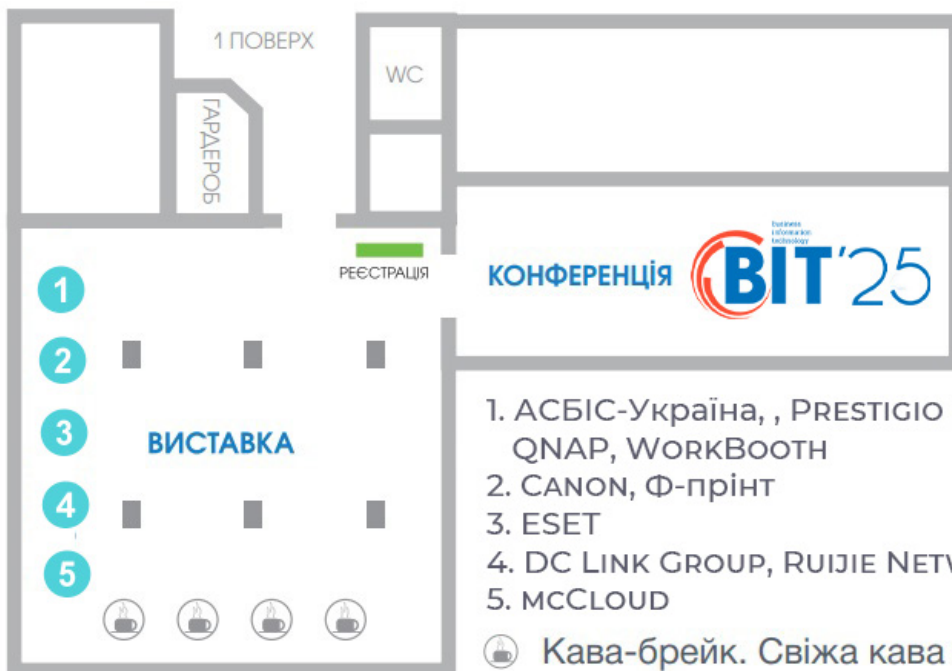 1 ПОВЕРХ
WC
ГАРДЕРОБ
РЕЄСТРАЦІЯ
КОНФЕРЕНЦІЯ
business
information
technology
BIT'25
1
2
3
4
5
ВИСТАВКА
1. АСБІС-Україна, , PRESTIGIO
QNAP, WORKBOOTH
2. CANON, Ф-прінт
3. ESET
4. DC LINK GROUP, RUIJIE
5. MCCLOUD
Кава-брейк. Свіжа кава